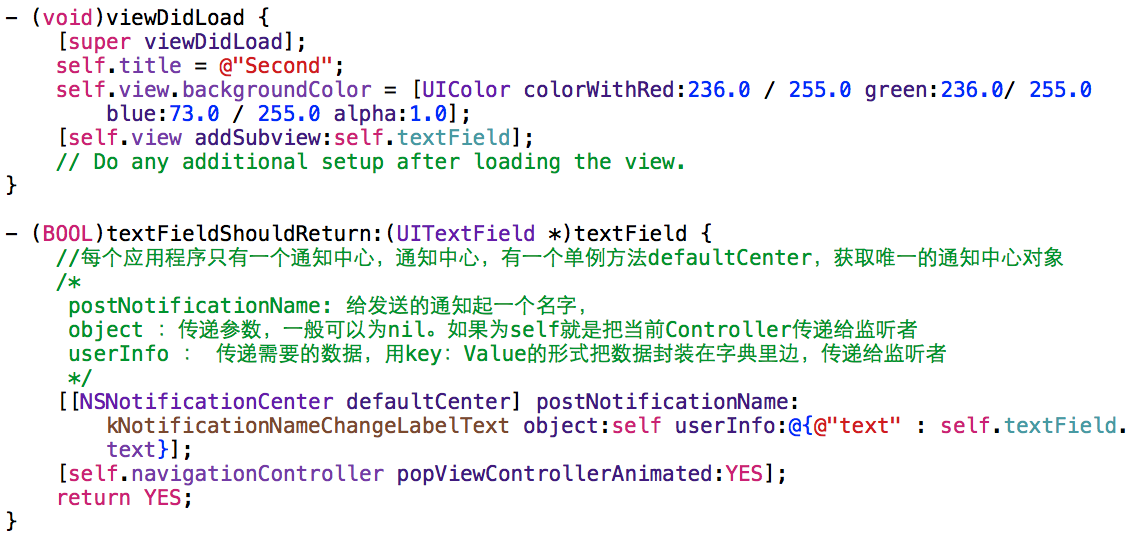 - (void)viewDidLoad {
    [super viewDidLoad];
    self.title = @"Second";
    self.view.backgroundColor = [UIColor colorWithRed:236.0 / 255.0 green:236.0/ 255.0
        blue:73.0 / 255.0 alpha:1.0];
    [self.view addSubview:self.textField];
    // Do any additional setup after loading the view.
}

- (BOOL)textFieldShouldReturn:(UITextField *)textField {
    //每个应用程序只有一个通知中心，通知中心，有一个单例方法defaultCenter，获取唯一的通知中心对象
    /*
     postNotificationName: 给发送的通知起一个名字，
     object ：传递参数，一般可以为nil。如果为self就是把当前Controller传递给监听者
     userInfo ： 传递需要的数据，用key：Value的形式把数据封装在字典里边，传递给监听者
     */
    [[NSNotificationCenter defaultCenter] postNotificationName:
        kNotificationNameChangeLabelText object:self userInfo:@{@"text" : self.textField.
        text}];
    [self.navigationController popViewControllerAnimated:YES];
    return YES;
}